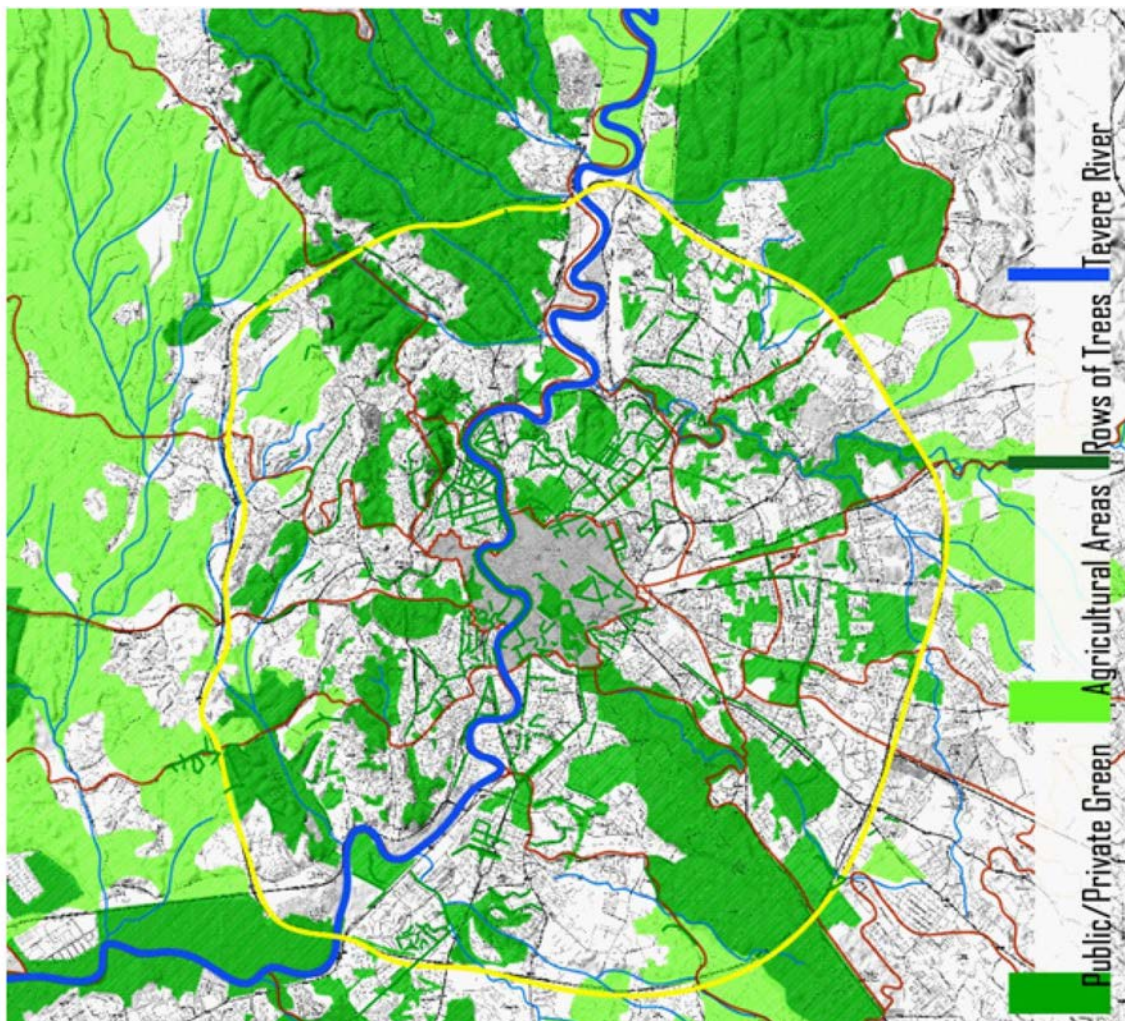 Public/Private Green
Agricultural Areas
Rows of Trees
Tevere River